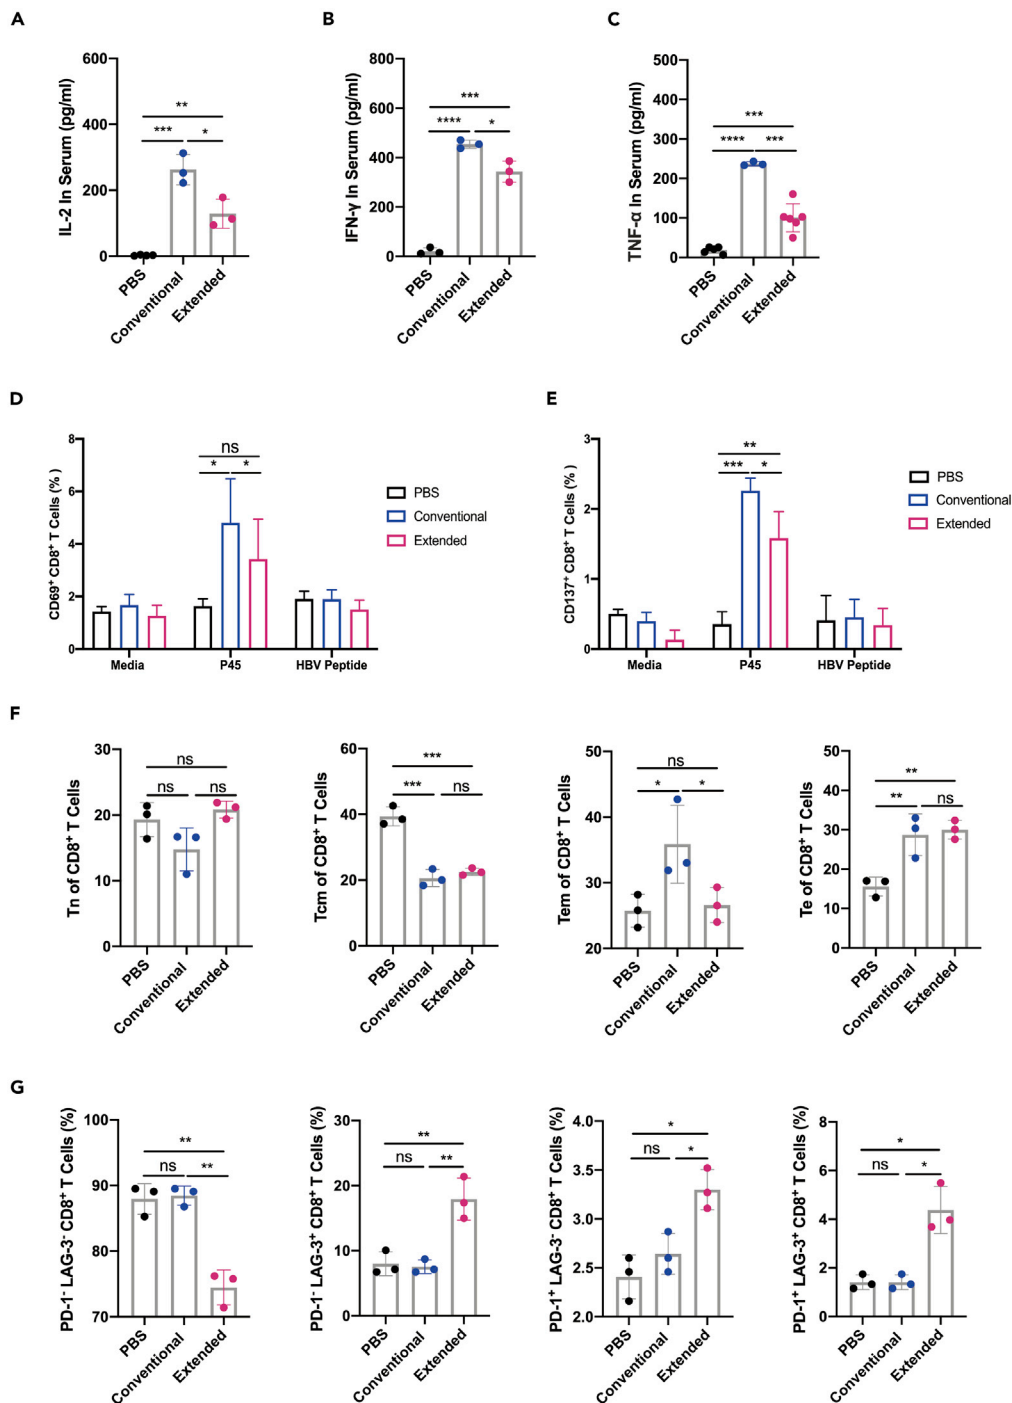 A
IL-2 In Serum (pg/ml)
600
400
200
0
**
***
*
PBS
Conventional
Extended
B
IFN-γ In Serum (pg/ml)
800
600
400
200
0
***
****
*
PBS
Conventional
Extended
C
TNF-α In Serum (pg/ml)
500
400
300
200
100
0
***
****
***
PBS
Conventional
Extended
D
CD69⁺ CD8⁺ T Cells (%)
8
6
4
2
0
ns
*
*
Media
P45
HBV Peptide
PBS
Conventional
Extended
E
CD137⁺ CD8⁺ T Cells (%)
3
2
1
0
**
***
*
Media
P45
HBV Peptide
PBS
Conventional
Extended
F
Tn of CD8⁺ T Cells
30
20
10
0
ns
ns
ns
PBS
Conventional
Extended
Tcm of CD8⁺ T Cells
60
40
20
0
***
***
ns
PBS
Conventional
Extended
Tem of CD8⁺ T Cells
50
40
30
20
ns
*
*
PBS
Conventional
Extended
Te of CD8⁺ T Cells
50
40
30
20
10
0
**
**
ns
PBS
Conventional
Extended
G
PD-1⁻ LAG-3⁻ CD8⁺ T Cells (%)
100
90
80
70
**
ns
**
PBS
Conventional
Extended
PD-1⁻ LAG-3⁺ CD8⁺ T Cells (%)
30
20
10
0
**
ns
**
PBS
Conventional
Extended
PD-1⁺ LAG-3⁻ CD8⁺ T Cells (%)
4.0
3.5
3.0
2.5
2.0
*
ns
*
PBS
Conventional
Extended
PD-1⁺ LAG-3⁺ CD8⁺ T Cells (%)
8
6
4
2
0
*
ns
*
PBS
Conventional
Extended